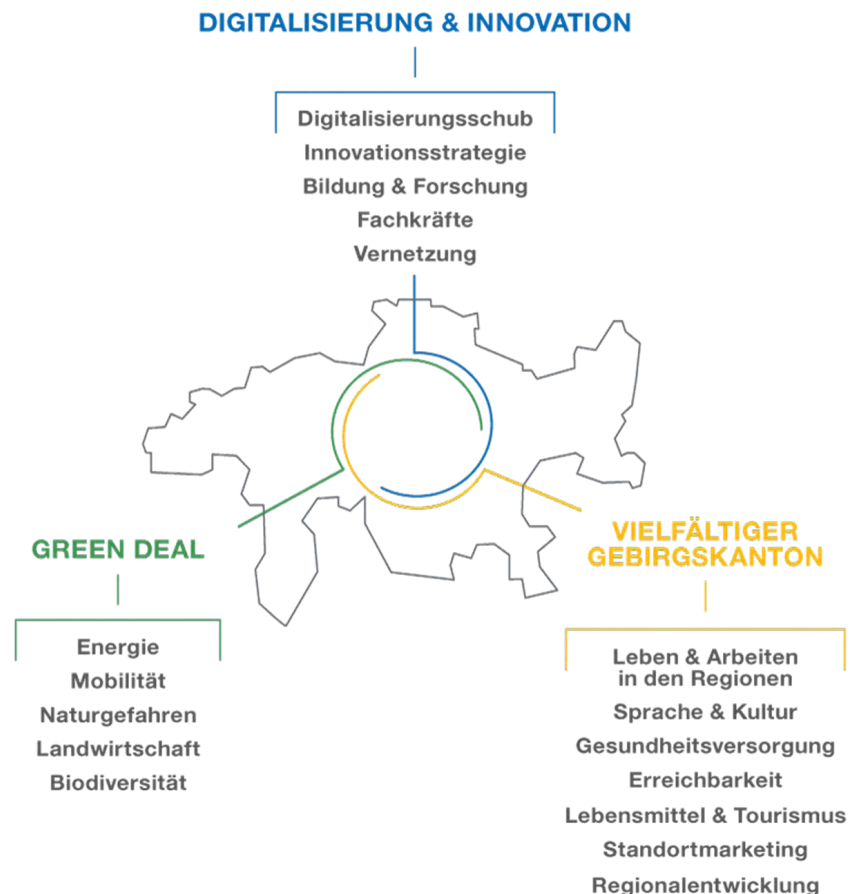 DIGITALISIERUNG & INNOVATION
Digitalisierungsschub
Innovationsstrategie
Bildung & Forschung
Fachkräfte
Vernetzung
GREEN DEAL
Energie
Mobilität
Naturgefahren
Landwirtschaft
Biodiversität
VIELFÄLTIGER
GEBIRGSKANTON
Leben & Arbeiten
in den Regionen
Sprache & Kultur
Gesundheitsversorgung
Erreichbarkeit
Lebensmittel & Tourismus
Standortmarketing
Regionalentwicklung